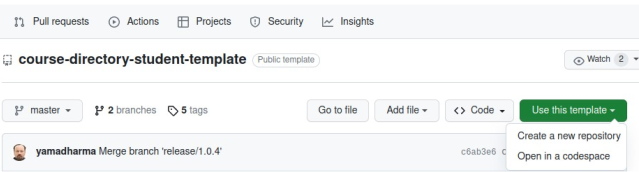 Pull requests Actions Projects Security Insights
course-directory-student-template Public template Watch 2
master 2 branches 5 tags Go to file Add file Code Use this template
Create a new repository
yamadharma Merge branch 'release/1.0.4' c6ab3e6
Open in a codespace